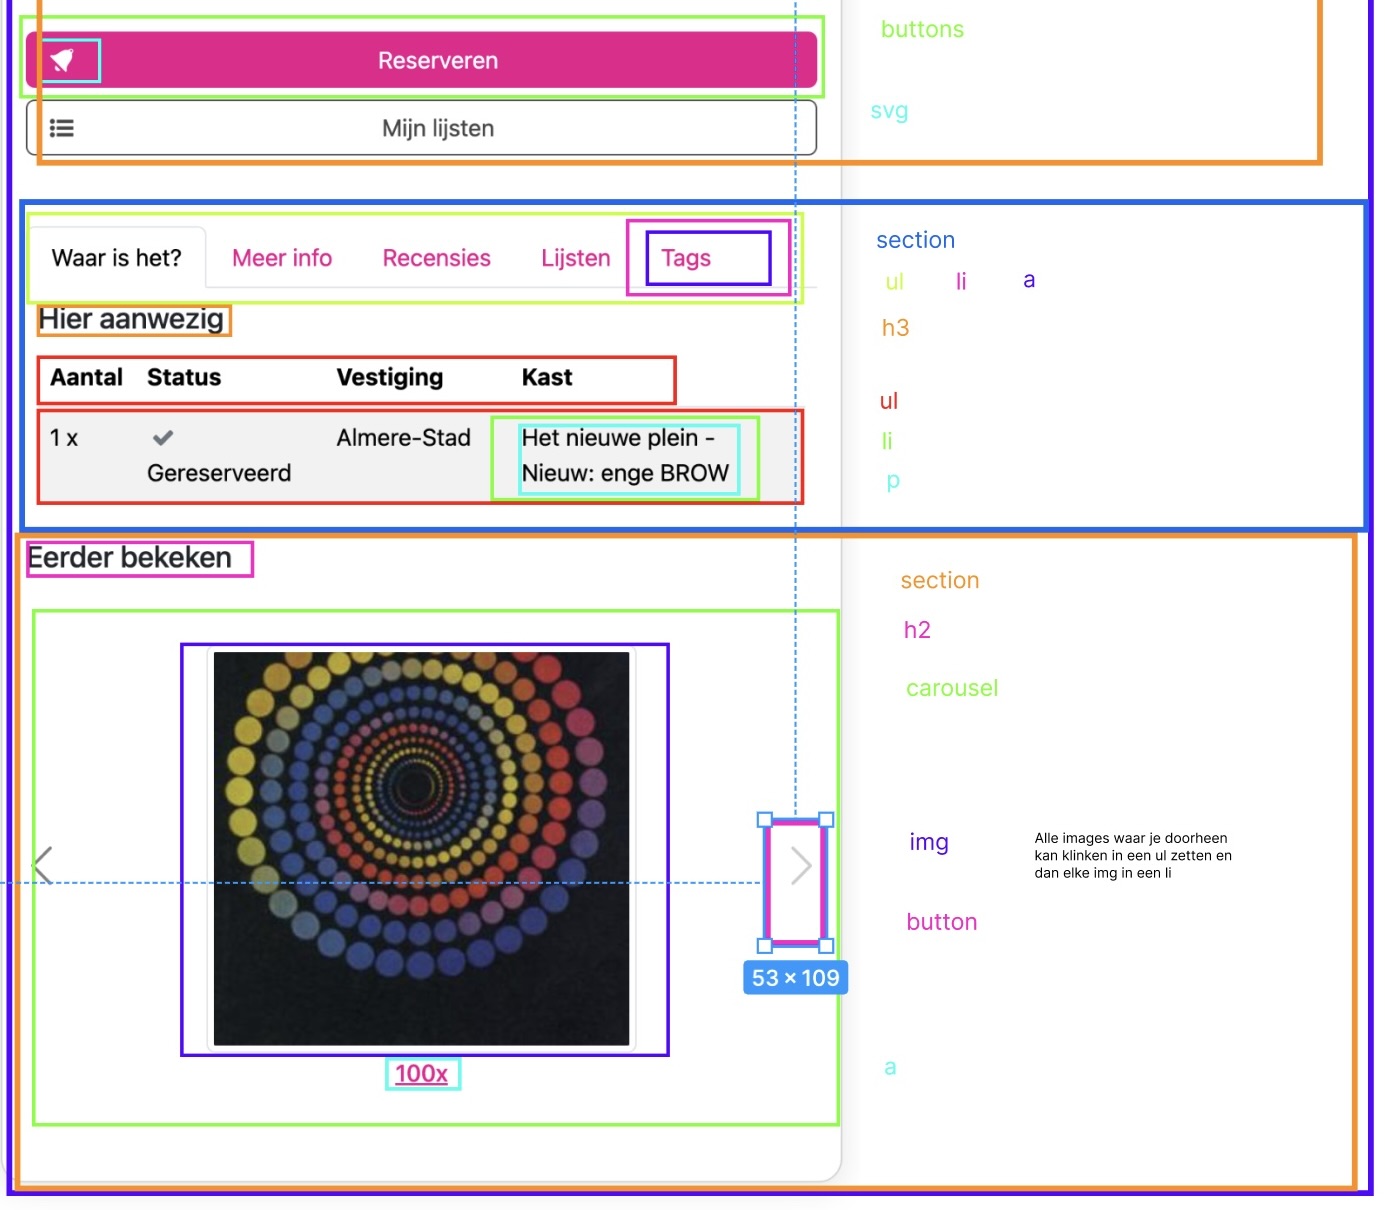 buttons
Reserveren
svg
Mijn lijsten
section
Waar is het? Meer info Recensies Lijsten Tags
ul li a
Hier aanwezig
h3
Aantal Status Vestiging Kast
ul
1 x Almere-Stad Het nieuwe plein -
li
Gereserveerd Nieuw: enge BROW
p
Eerder bekeken
section
h2
carousel
img
Alle images waar je doorheen
kan klinken in een ul zetten en
dan elke img in een li
button
53 × 109
100x
a